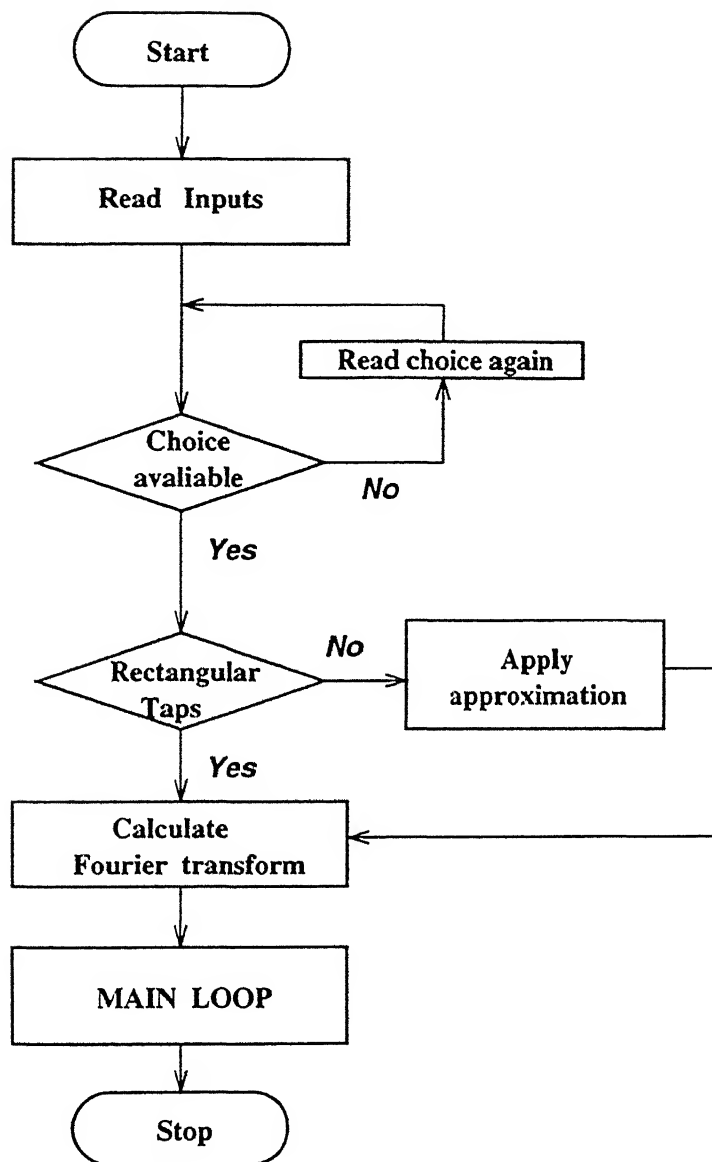 Start
Read Inputs
Read choice again
Choice
avaliable
No
Yes
No
Rectangular
Taps
Apply
approximation
Yes
Calculate
Fourier transform
MAIN LOOP
Stop